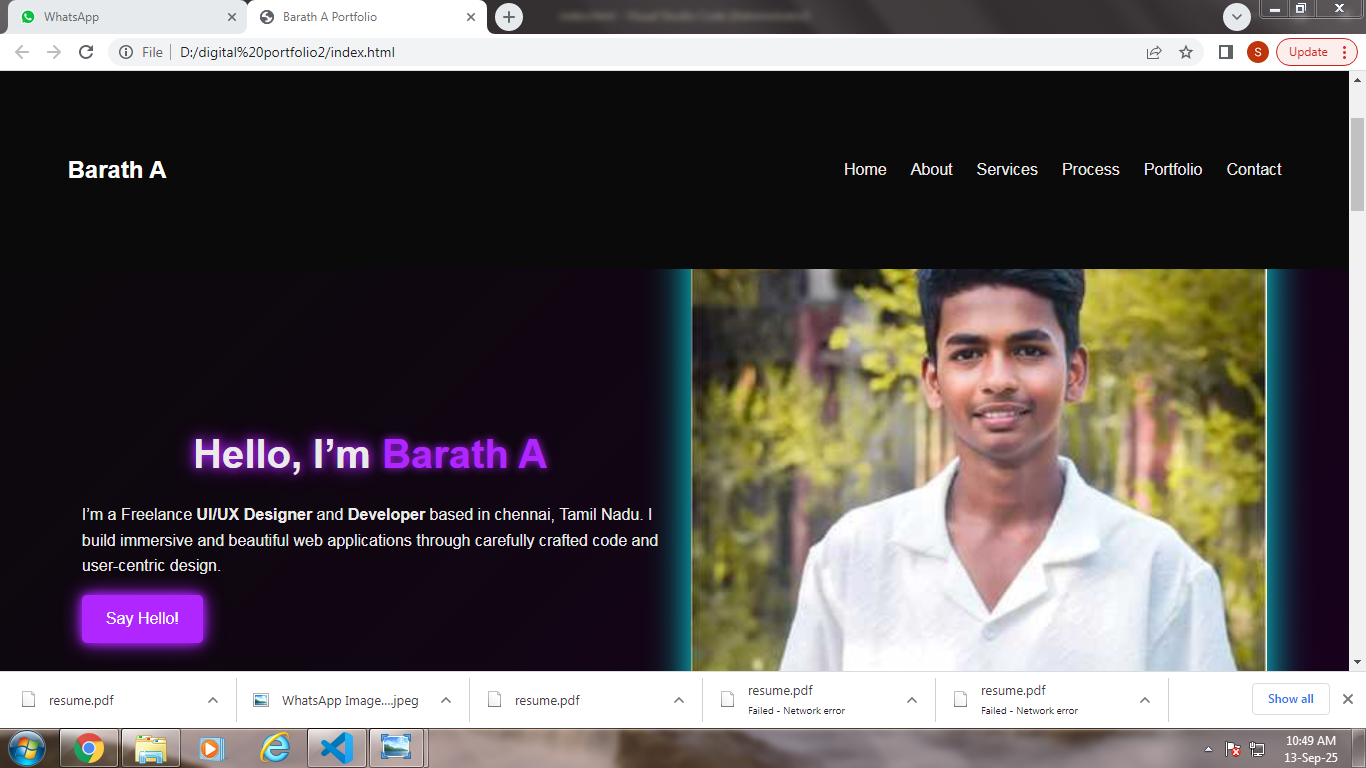 WhatsApp
Barath A Portfolio
File
D:/digital%20portfolio2/index.html
S
Update
Barath A
Home
About
Services
Process
Portfolio
Contact
Hello, I’m Barath A
I’m a Freelance UI/UX Designer and Developer based in chennai, Tamil Nadu. I
build immersive and beautiful web applications through carefully crafted code and
user-centric design.
Say Hello!
resume.pdf
WhatsApp Image....jpeg
resume.pdf
resume.pdf
Failed - Network error
resume.pdf
Failed - Network error
Show all
10:49 AM
13-Sep-25